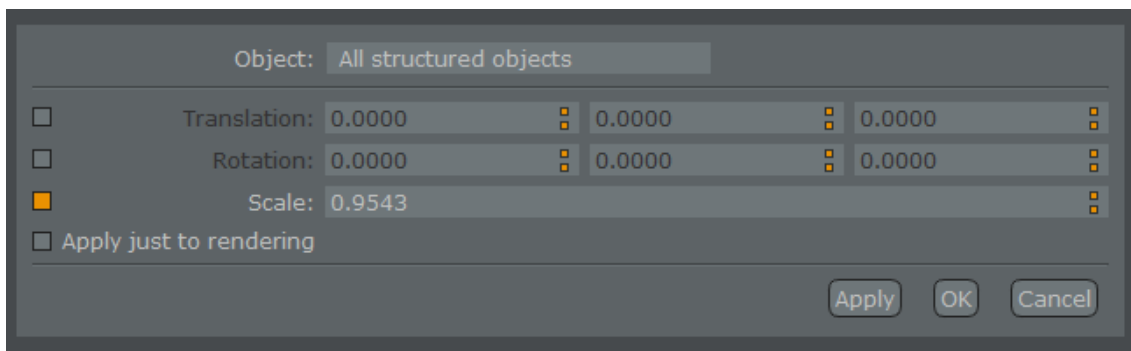 Object: All structured objects
Translation: 0.0000 0.0000 0.0000
Rotation: 0.0000 0.0000 0.0000
Scale: 0.9543
Apply just to rendering
Apply OK Cancel